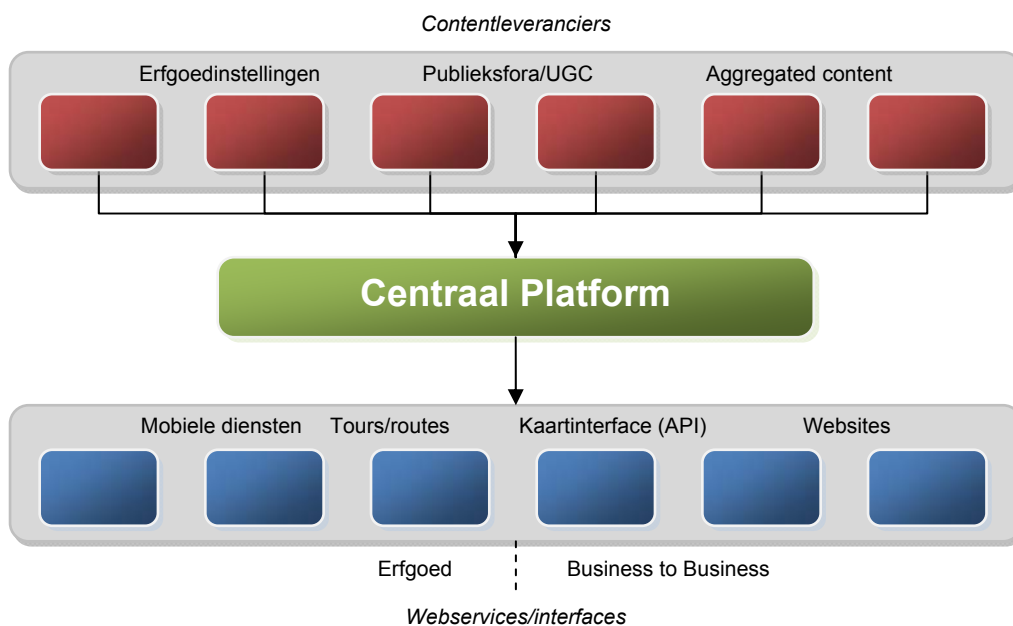 Contentleveranciers
Erfgoedinstellingen Publieksfora/UGC Aggregated content
Centraal Platform
Mobiele diensten Tours/routes Kaartinterface (API) Websites
Erfgoed Business to Business
Webservices/interfaces